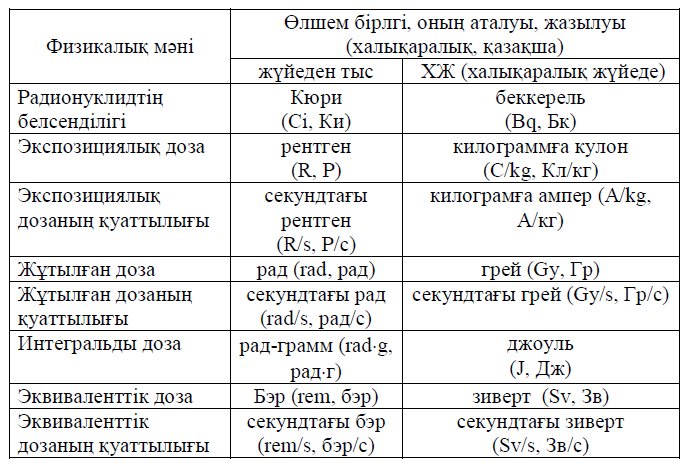 Физикалық мәні
Өлшем бірлгі, оның аталуы, жазылуы
(халықаралық, қазақша)
жүйеден тыс
ХЖ (халықаралық жүйеде)
Радионуклидтің
белсенділігі
Кюри
(Ci, Ки)
беккерель
(Bq, Бк)
Экспозициялық доза
рентген
(R, Р)
килограммға кулон
(C/kg, Кл/кг)
Экспозициялық
дозаның қуаттылығы
секундтағы
рентген
(R/s, Р/с)
килограмға ампер (A/kg,
А/кг)
Жұтылған доза
рад (rad, рад)
грей (Gy, Гр)
Жұтылған дозаның
қуаттылығы
секундтағы рад
(rad/s, рад/с)
секундтағы грей (Gy/s, Гр/с)
Интегральды доза
рад-грамм (rad·g,
рад·г)
джоуль
(J, Дж)
Эквиваленттік доза
Бэр (rem, бэр)
зиверт (Sv, Зв)
Эквиваленттік
дозаның қуаттылығы
секундтағы бэр
(rem/s, бэр/с)
секундтағы зиверт
(Sv/s, Зв/с)